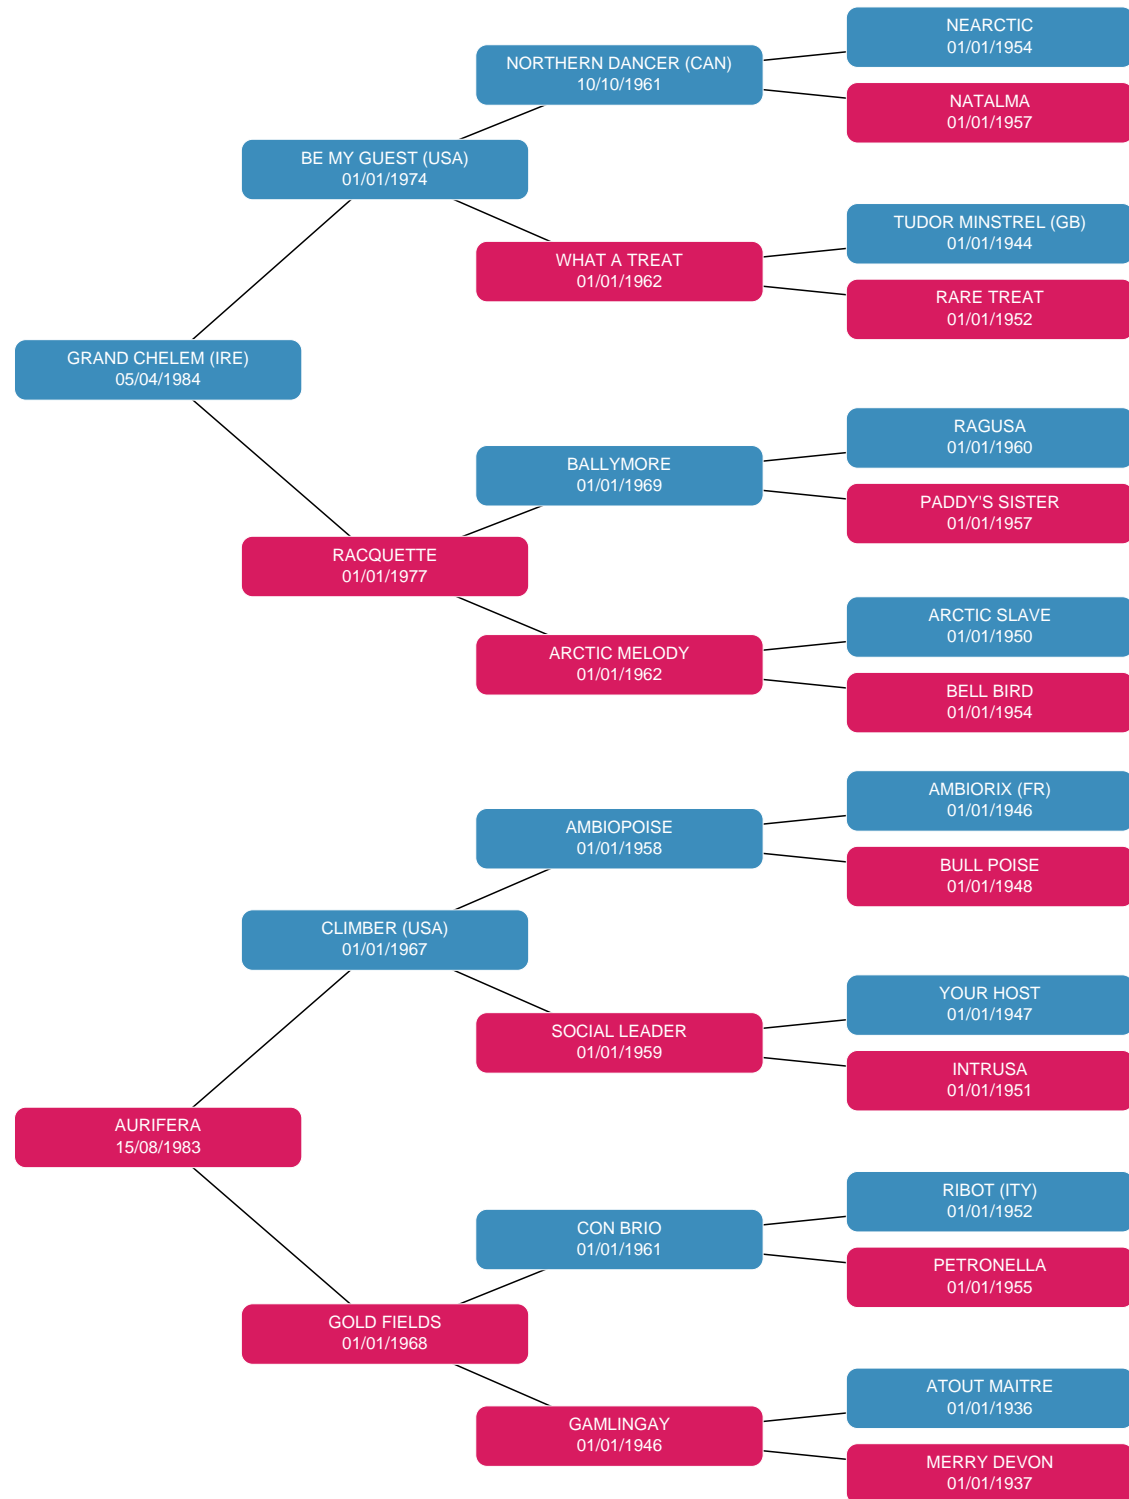 NEARCTIC
01/01/1954
NORTHERN DANCER (CAN)
10/10/1961
NATALMA
01/01/1957
BE MY GUEST (USA)
01/01/1974
TUDOR MINSTREL (GB)
01/01/1944
WHAT A TREAT
01/01/1962
RARE TREAT
01/01/1952
GRAND CHELEM (IRE)
05/04/1984
RAGUSA
01/01/1960
BALLYMORE
01/01/1969
PADDY'S SISTER
01/01/1957
RACQUETTE
01/01/1977
ARCTIC SLAVE
01/01/1950
ARCTIC MELODY
01/01/1962
BELL BIRD
01/01/1954
AMBIORIX (FR)
01/01/1946
AMBIOPOISE
01/01/1958
BULL POISE
01/01/1948
CLIMBER (USA)
01/01/1967
YOUR HOST
01/01/1947
SOCIAL LEADER
01/01/1959
INTRUSA
01/01/1951
AURIFERA
15/08/1983
RIBOT (ITY)
01/01/1952
CON BRIO
01/01/1961
PETRONELLA
01/01/1955
GOLD FIELDS
01/01/1968
ATOUT MAITRE
01/01/1936
GAMLINGAY
01/01/1946
MERRY DEVON
01/01/1937